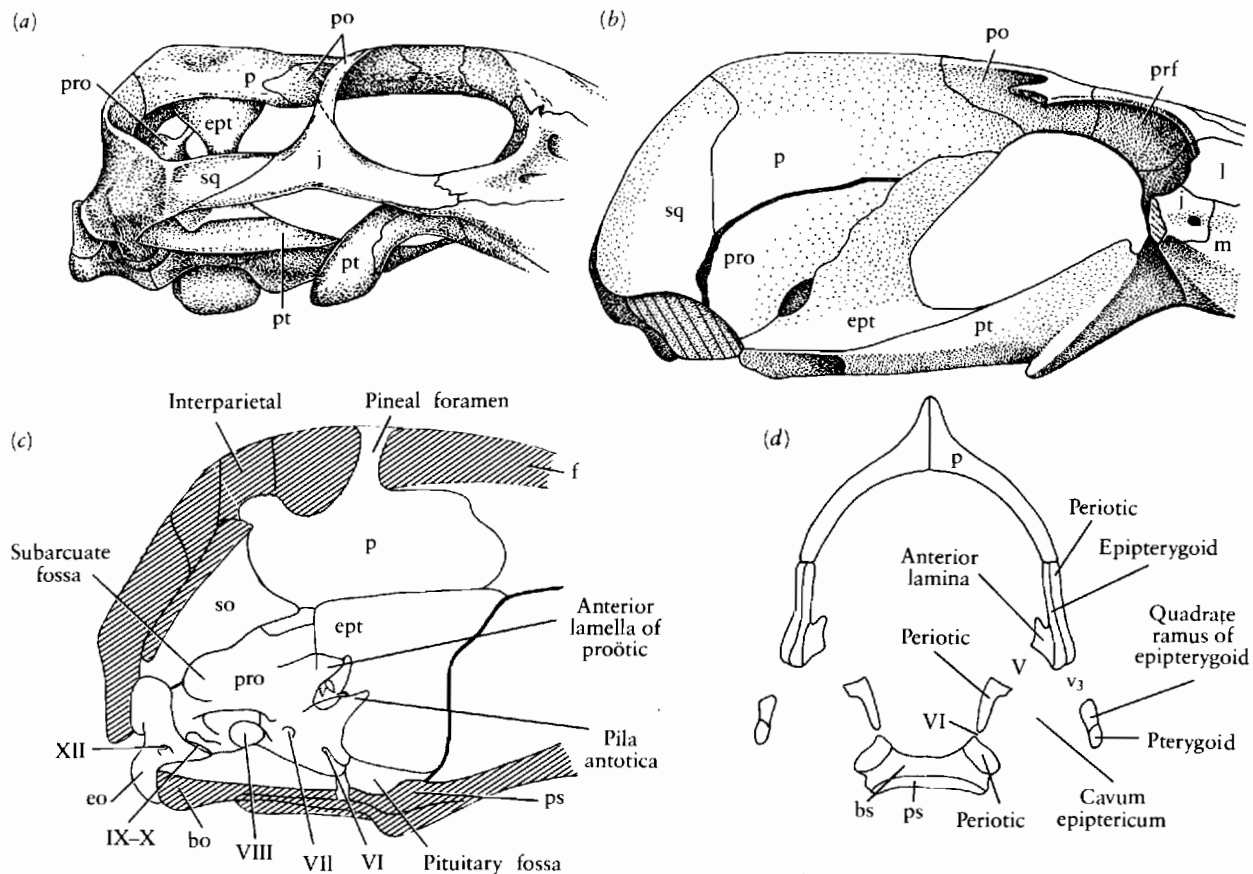 (a)
po
p
pro
ept
sq
j
pt
pt
(b)
po
prf
p
l
j
sq
m
pro
ept
pt
(c)
Interparietal
Pineal foramen
f
Subarcuate
fossa
p
so
ept
Anterior
lamella of
proötic
pro
V
Pila
antotica
XII
eo
ps
IX–X
bo
VIII
VII
VI
Pituitary fossa
(d)
p
Periotic
Anterior
lamina
Epipterygoid
Periotic
Quadrate
ramus of
epipterygoid
V
v₃
VI
Pterygoid
bs
ps
Periotic
Cavum
epiptericum